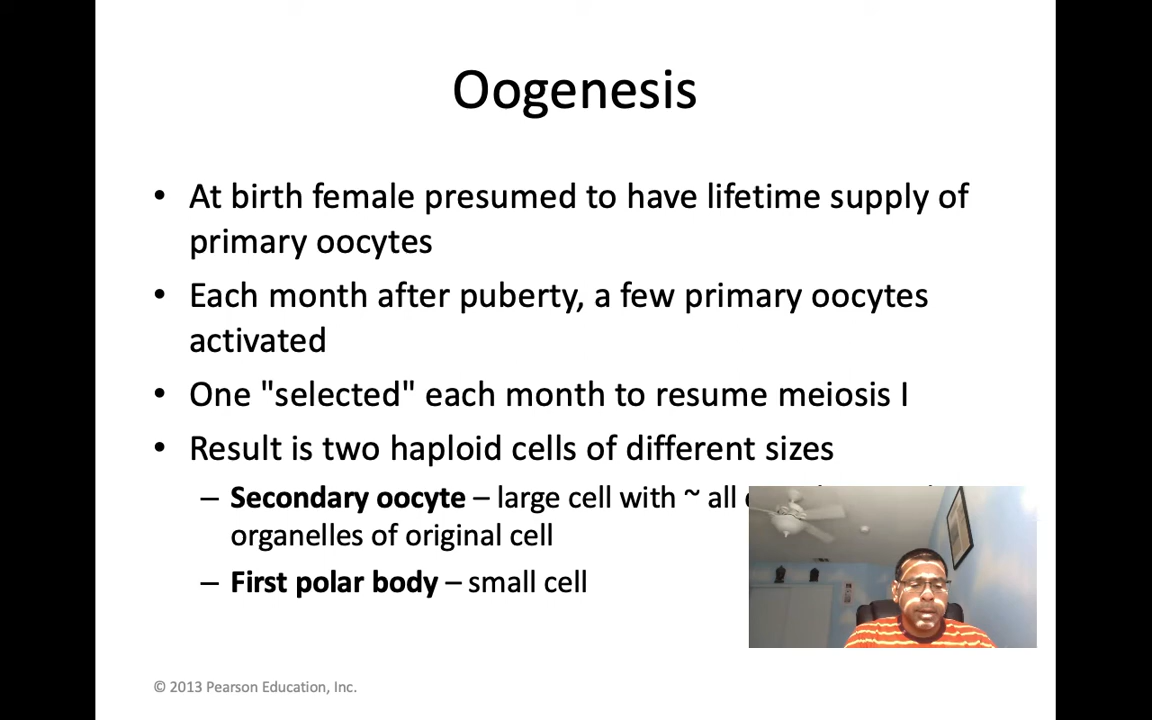 Oogenesis
• At birth female presumed to have lifetime supply of
primary oocytes
• Each month after puberty, a few primary oocytes
activated
• One "selected" each month to resume meiosis I
• Result is two haploid cells of different sizes
– Secondary oocyte – large cell with ~ all
organelles of original cell
– First polar body – small cell
© 2013 Pearson Education, Inc.